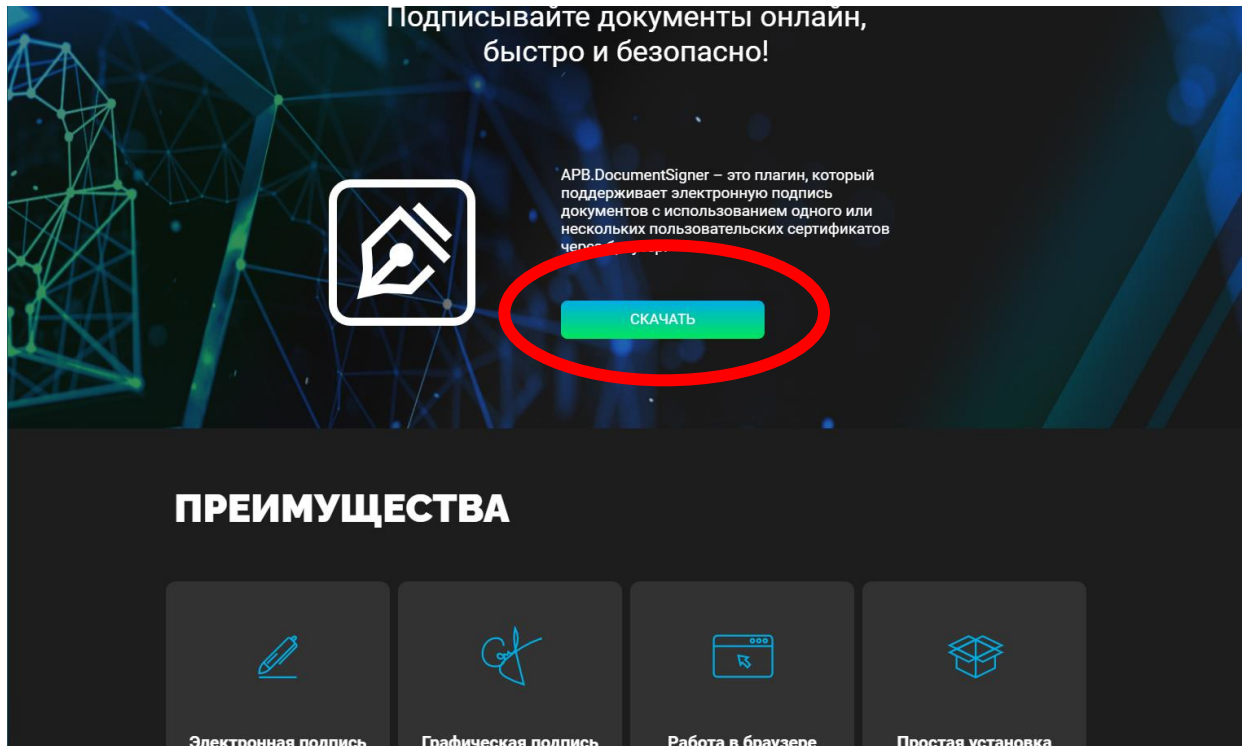 Подписывайте документы онлайн,
быстро и безопасно!
APB.DocumentSigner – это плагин, который
поддерживает электронную подпись
документов с использованием одного или
нескольких пользовательских сертификатов
через
СКАЧАТЬ
ПРЕИМУЩЕСТВА
Электронная подпись
Графическая подпись
Работа в браузере
Простая установка